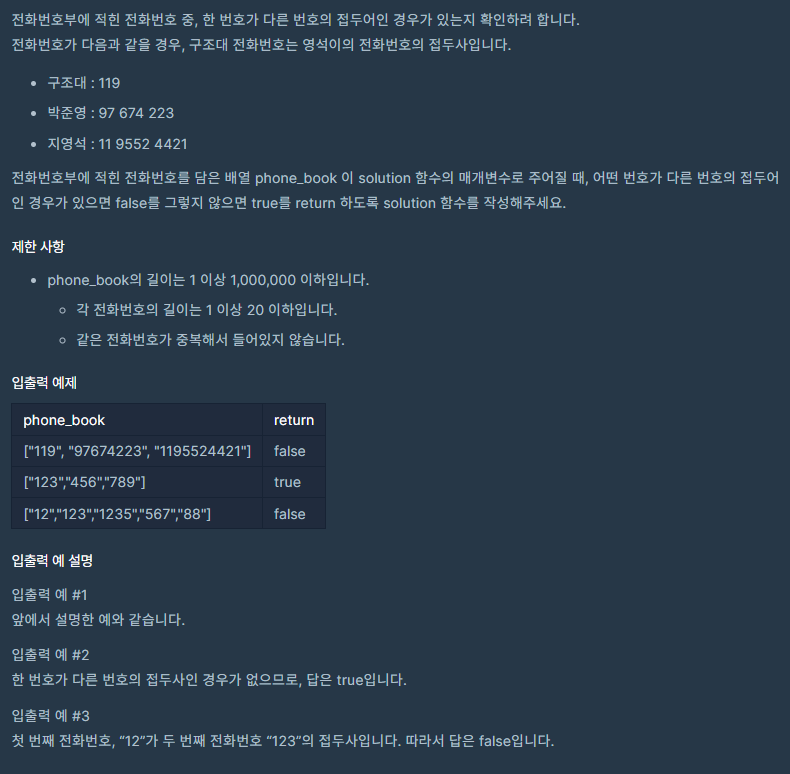 전화번호부에 적힌 전화번호 중, 한 번호가 다른 번호의 접두어인 경우가 있는지 확인하려 합니다.
전화번호가 다음과 같을 경우, 구조대 전화번호는 영석이의 전화번호의 접두사입니다.
• 구조대 : 119
• 박준영 : 97 674 223
• 지영석 : 11 9552 4421
전화번호부에 적힌 전화번호를 담은 배열 phone_book 이 solution 함수의 매개변수로 주어질 때, 어떤 번호가 다른 번호의 접두어
인 경우가 있으면 false를 그렇지 않으면 true를 return 하도록 solution 함수를 작성해주세요.
제한 사항
• phone_book의 길이는 1 이상 1,000,000 이하입니다.
◦ 각 전화번호의 길이는 1 이상 20 이하입니다.
◦ 같은 전화번호가 중복해서 들어있지 않습니다.
입출력 예제
phone_book return
["119", "97674223", "1195524421"] false
["123","456","789"] true
["12","123","1235","567","88"] false
입출력 예 설명
입출력 예 #1
앞에서 설명한 예와 같습니다.
입출력 예 #2
한 번호가 다른 번호의 접두사인 경우가 없으므로, 답은 true입니다.
입출력 예 #3
첫 번째 전화번호, “12”가 두 번째 전화번호 “123”의 접두사입니다. 따라서 답은 false입니다.